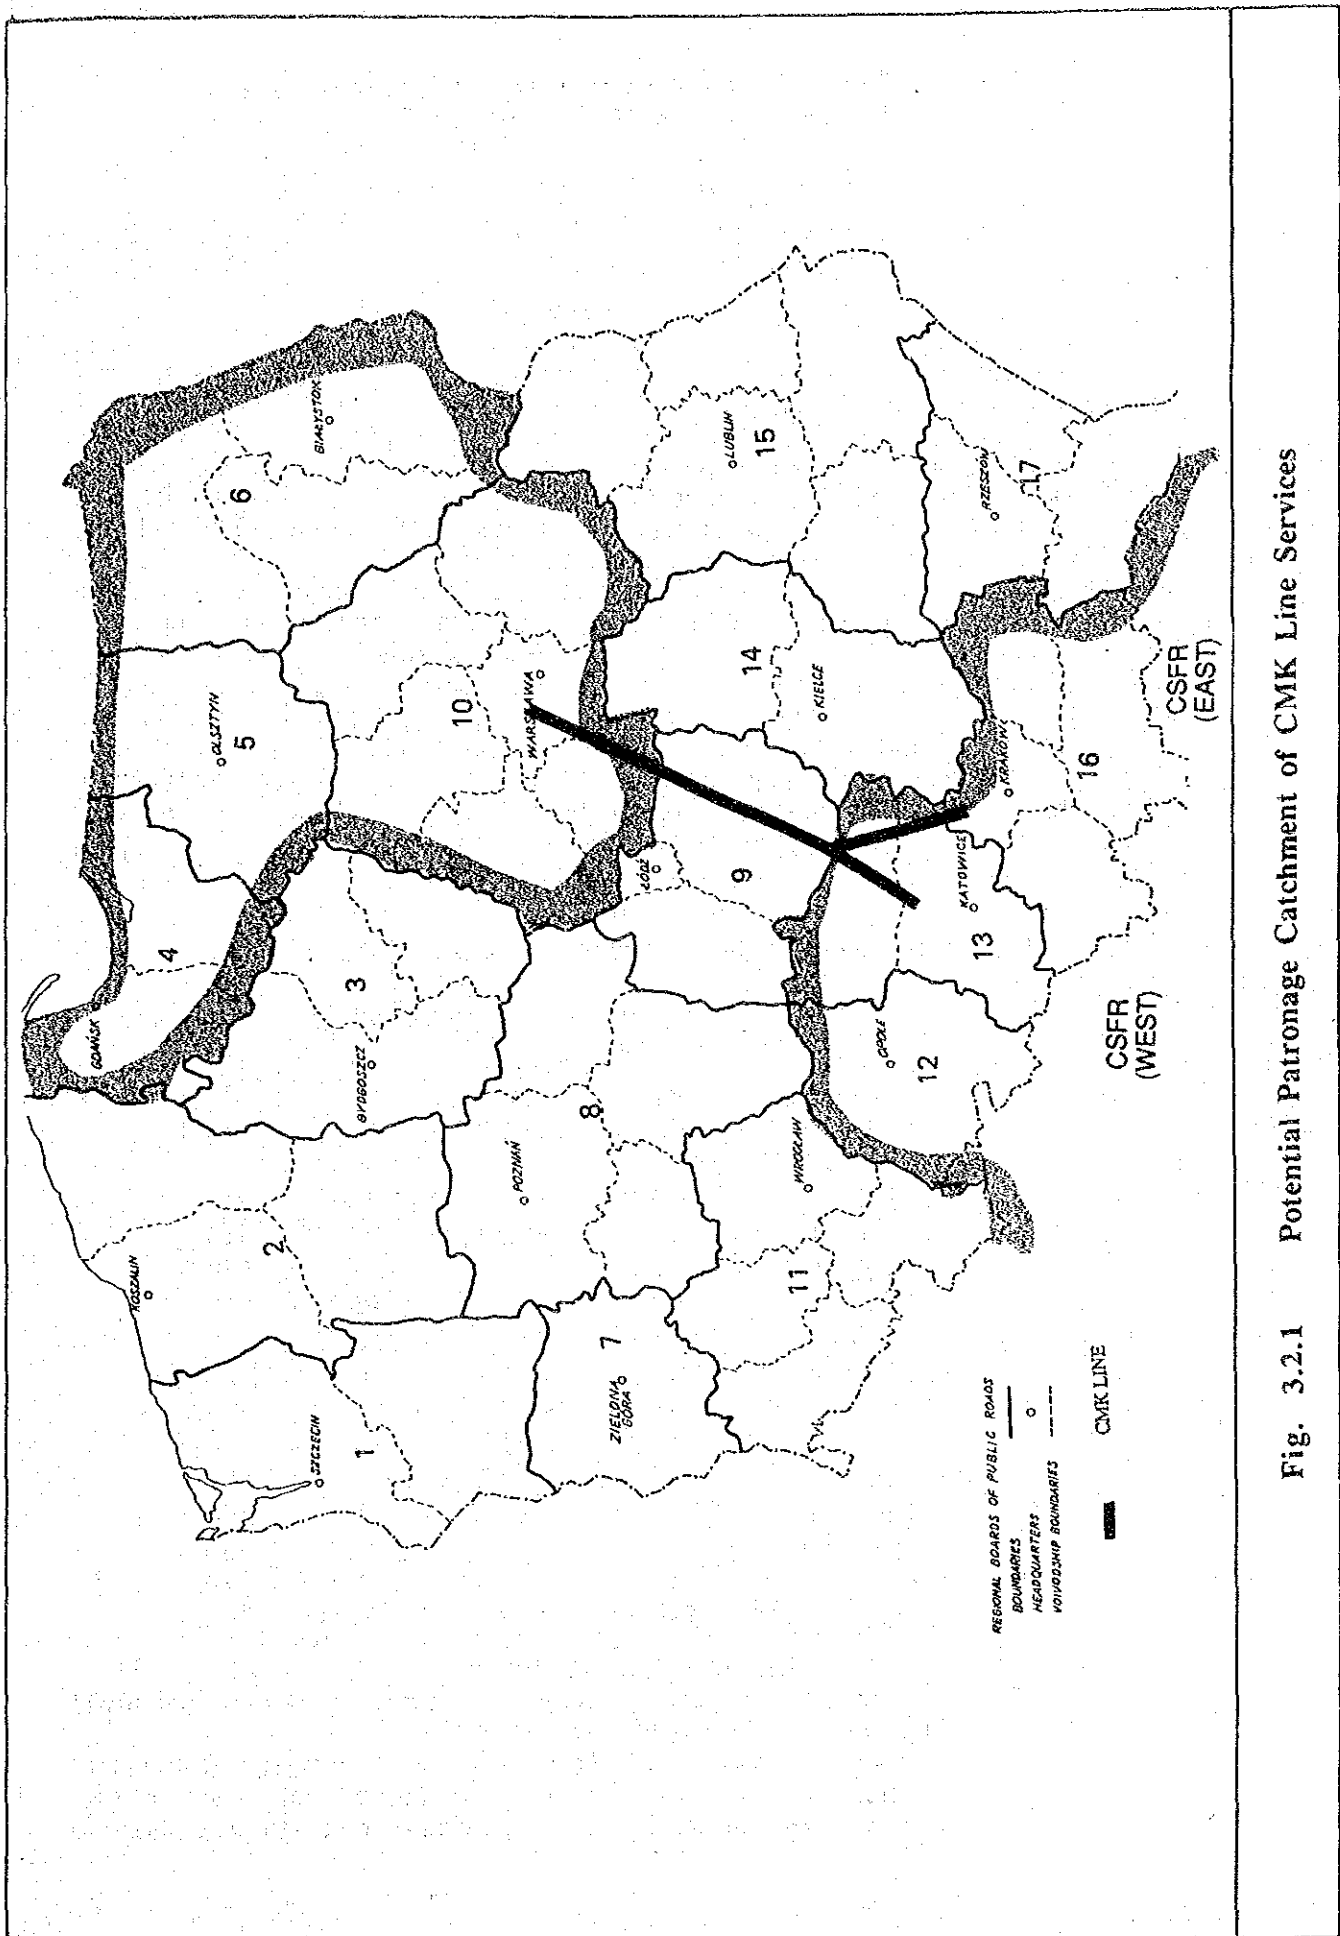 GDAŃSK
4
KOSZALIN
2
SZCZECIN
1
OLSZTYN
5
6
BIAŁYSTOK
BYDGOSZCZ
3
10
WARSZAWA
POZNAŃ
8
ZIELONA
GÓRA
7
ŁÓDŹ
9
14
KIELCE
LUBLIN
15
WROCŁAW
11
OPOLE
12
KATOWICE
13
KRAKÓW
16
RZESZÓW
17
CSFR
(WEST)
CSFR
(EAST)
REGIONAL BOARDS OF PUBLIC ROADS
BOUNDARIES
HEADQUARTERS
VOIVODSHIP BOUNDARIES
CMK LINE
Fig. 3.2.1 Potential Patronage Catchment of CMK Line Services